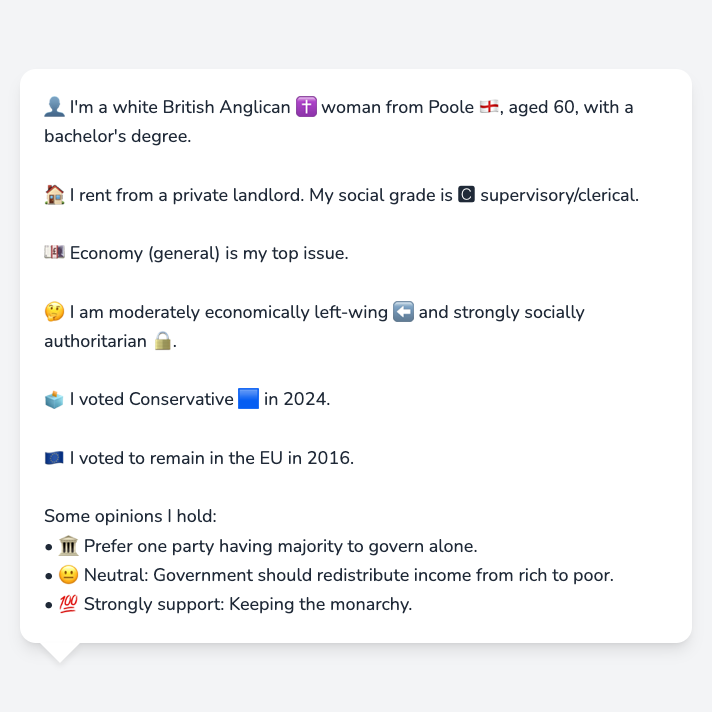 👤 I'm a white British Anglican ✝️ woman from Poole 🏴󠁧󠁢󠁥󠁮󠁧󠁿, aged 60, with a
bachelor's degree.
🏠 I rent from a private landlord. My social grade is 🅲 supervisory/clerical.
💷 Economy (general) is my top issue.
🤔 I am moderately economically left-wing ⬅️ and strongly socially
authoritarian 🔒.
🗳️ I voted Conservative 🟦 in 2024.
🇪🇺 I voted to remain in the EU in 2016.
Some opinions I hold:
• 🏛️ Prefer one party having majority to govern alone.
• 😐 Neutral: Government should redistribute income from rich to poor.
• 💯 Strongly support: Keeping the monarchy.